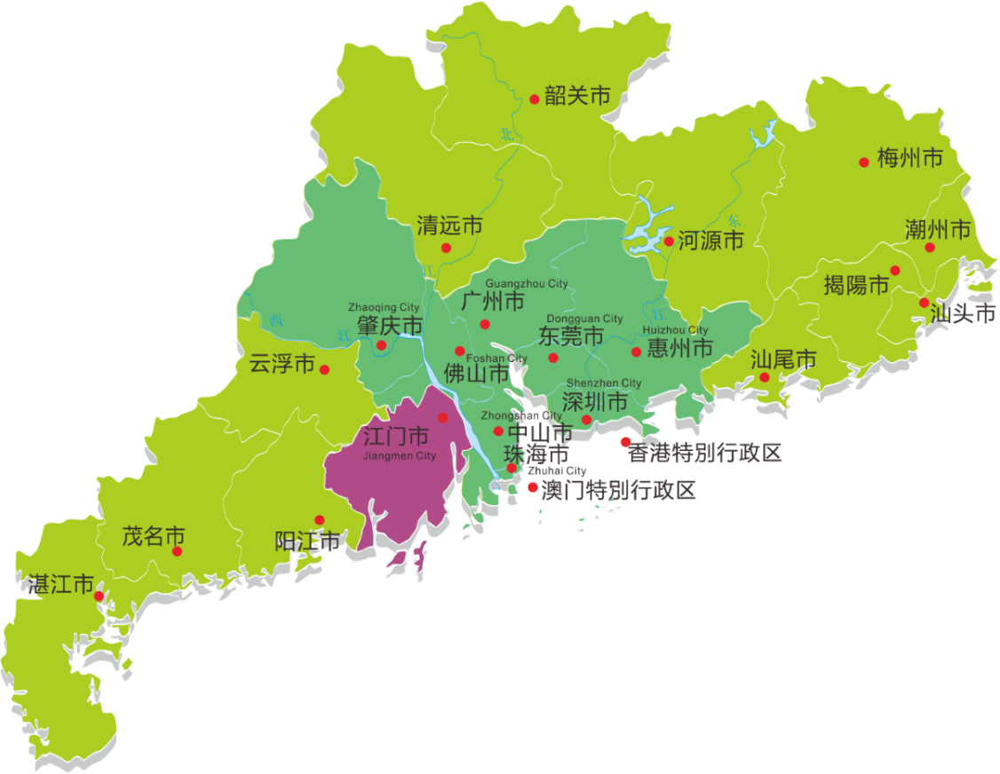 韶关市
北
梅州市
清远市
东
河源市
潮州市
江
揭陽市
汕头市
Guangzhou City
广州市
Zhaoqing City
肇庆市
西
江
Dongguan City
东莞市
江
Huizhou City
惠州市
云浮市
Foshan City
佛山市
汕尾市
Shenzhen City
深圳市
Zhongshan City
中山市
江门市
Jiangmen City
珠海市
Zhuhai City
香港特別行政区
澳门特別行政区
茂名市
阳江市
湛江市